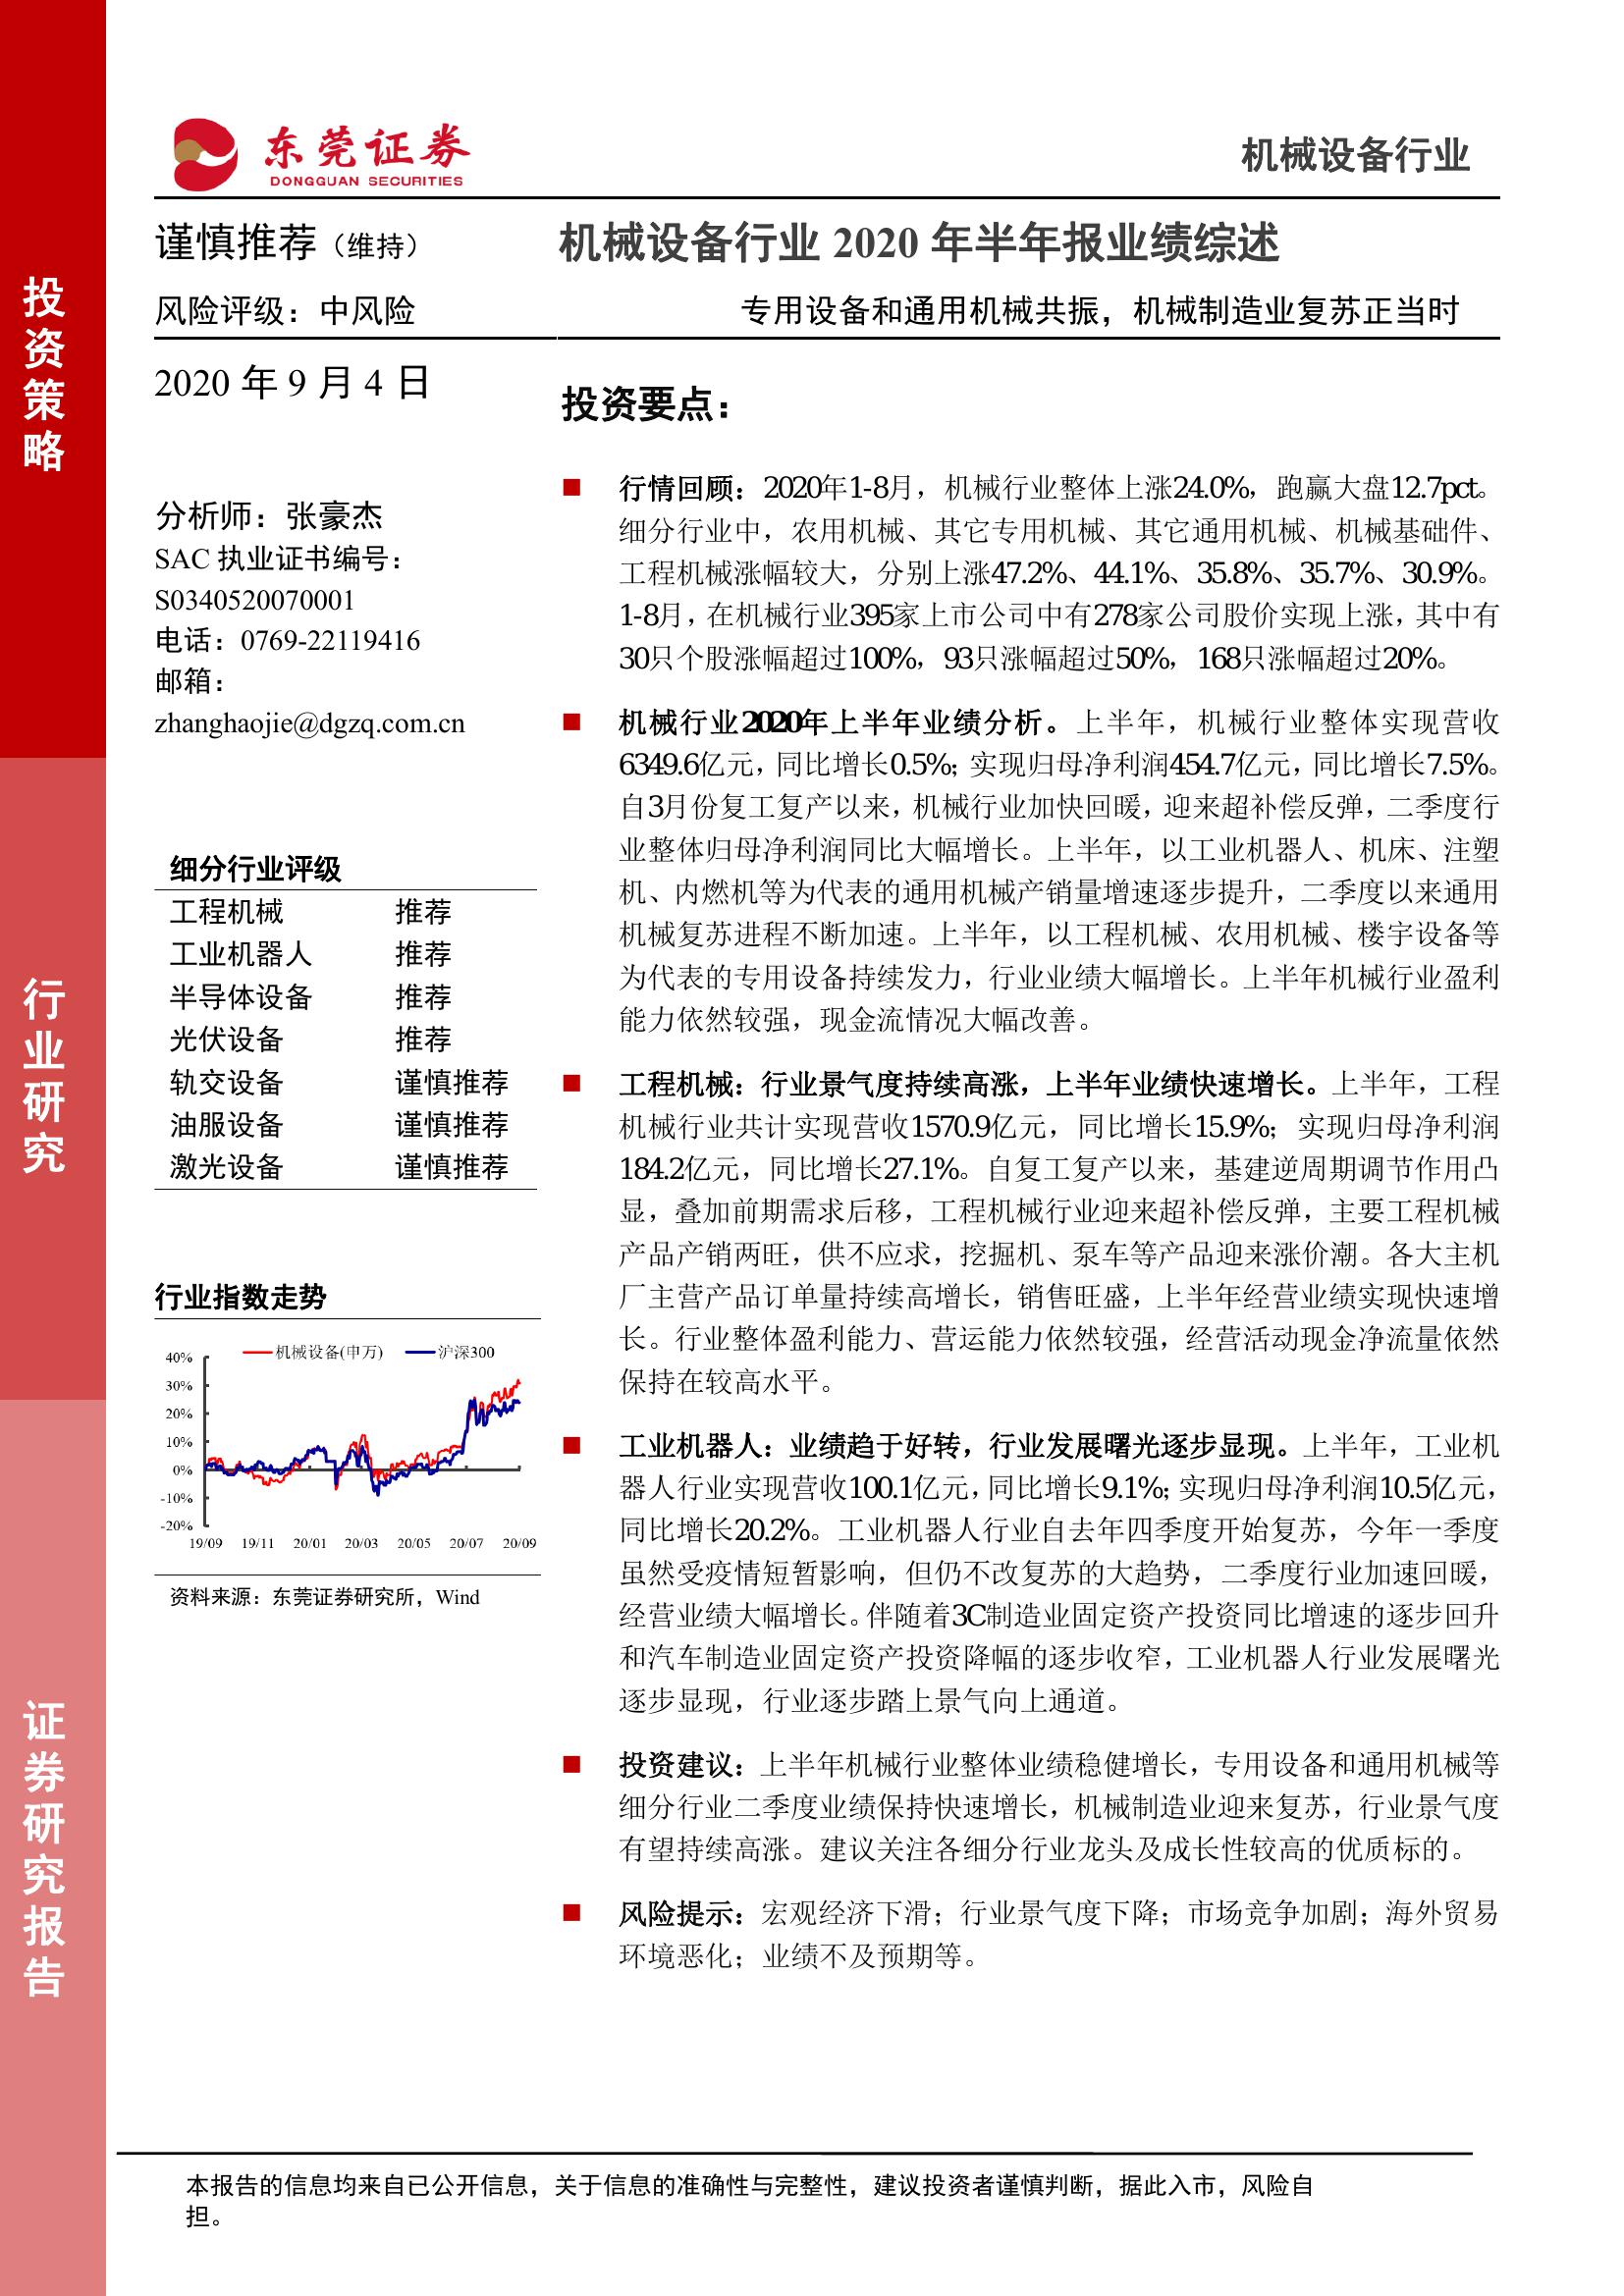 东莞证券
DONGGUAN SECURITIES
机械设备行业
投资策略
行业研究
证券研究报告
谨慎推荐（维持）
风险评级：中风险
2020 年 9 月 4 日
分析师：张豪杰
SAC 执业证书编号：
S0340520070001
电话：0769-22119416
邮箱：
zhanghaojie@dgzq.com.cn
细分行业评级
工程机械 推荐
工业机器人 推荐
半导体设备 推荐
光伏设备 推荐
轨交设备 谨慎推荐
油服设备 谨慎推荐
激光设备 谨慎推荐
行业指数走势
机械设备(申万) 沪深300
40%
30%
20%
10%
0%
-10%
-20%
19/09 19/11 20/01 20/03 20/05 20/07 20/09
资料来源：东莞证券研究所，Wind
机械设备行业 2020 年半年报业绩综述
专用设备和通用机械共振，机械制造业复苏正当时
投资要点：
行情回顾：2020年1-8月，机械行业整体上涨24.0%，跑赢大盘12.7pct。
细分行业中，农用机械、其它专用机械、其它通用机械、机械基础件、
工程机械涨幅较大，分别上涨47.2%、44.1%、35.8%、35.7%、30.9%。
1-8月，在机械行业395家上市公司中有278家公司股价实现上涨，其中有
30只个股涨幅超过100%，93只涨幅超过50%，168只涨幅超过20%。
机械行业2020年上半年业绩分析。上半年，机械行业整体实现营收
6349.6亿元，同比增长0.5%；实现归母净利润454.7亿元，同比增长7.5%。
自3月份复工复产以来，机械行业加快回暖，迎来超补偿反弹，二季度行
业整体归母净利润同比大幅增长。上半年，以工业机器人、机床、注塑
机、内燃机等为代表的通用机械产销量增速逐步提升，二季度以来通用
机械复苏进程不断加速。上半年，以工程机械、农用机械、楼宇设备等
为代表的专用设备持续发力，行业业绩大幅增长。上半年机械行业盈利
能力依然较强，现金流情况大幅改善。
工程机械：行业景气度持续高涨，上半年业绩快速增长。上半年，工程
机械行业共计实现营收1570.9亿元，同比增长15.9%；实现归母净利润
184.2亿元，同比增长27.1%。自复工复产以来，基建逆周期调节作用凸
显，叠加前期需求后移，工程机械行业迎来超补偿反弹，主要工程机械
产品产销两旺，供不应求，挖掘机、泵车等产品迎来涨价潮。各大主机
厂主营产品订单量持续高增长，销售旺盛，上半年经营业绩实现快速增
长。行业整体盈利能力、营运能力依然较强，经营活动现金净流量依然
保持在较高水平。
工业机器人：业绩趋于好转，行业发展曙光逐步显现。上半年，工业机
器人行业实现营收100.1亿元，同比增长9.1%；实现归母净利润10.5亿元，
同比增长20.2%。工业机器人行业自去年四季度开始复苏，今年一季度
虽然受疫情短暂影响，但仍不改复苏的大趋势，二季度行业加速回暖，
经营业绩大幅增长。伴随着3C制造业固定资产投资同比增速的逐步回升
和汽车制造业固定资产投资降幅的逐步收窄，工业机器人行业发展曙光
逐步显现，行业逐步踏上景气向上通道。
投资建议：上半年机械行业整体业绩稳健增长，专用设备和通用机械等
细分行业二季度业绩保持快速增长，机械制造业迎来复苏，行业景气度
有望持续高涨。建议关注各细分行业龙头及成长性较高的优质标的。
风险提示：宏观经济下滑；行业景气度下降；市场竞争加剧；海外贸易
环境恶化；业绩不及预期等。
本报告的信息均来自已公开信息，关于信息的准确性与完整性，建议投资者谨慎判断，据此入市，风险自
担。